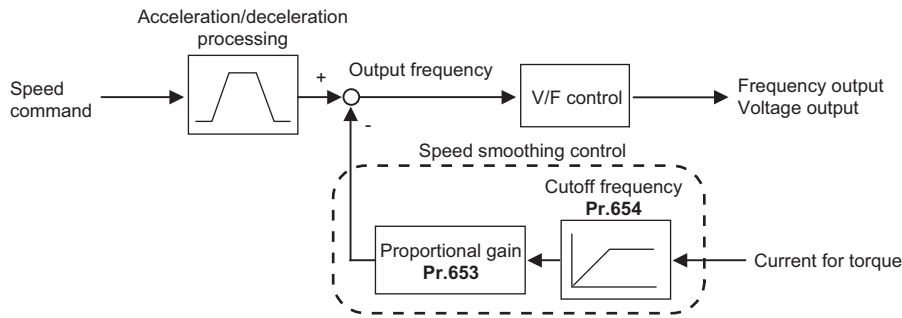 Acceleration/deceleration
processing
Speed
command
+
Output frequency
-
V/F control
Frequency output
Voltage output
Speed smoothing control
Cutoff frequency
Pr.654
Proportional gain
Pr.653
Current for torque